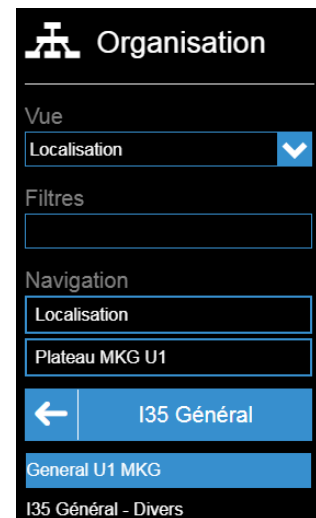 Organisation
Vue
Localisation
Filtres
Navigation
Localisation
Plateau MKG U1
I35 Général
General U1 MKG
I35 Général - Divers